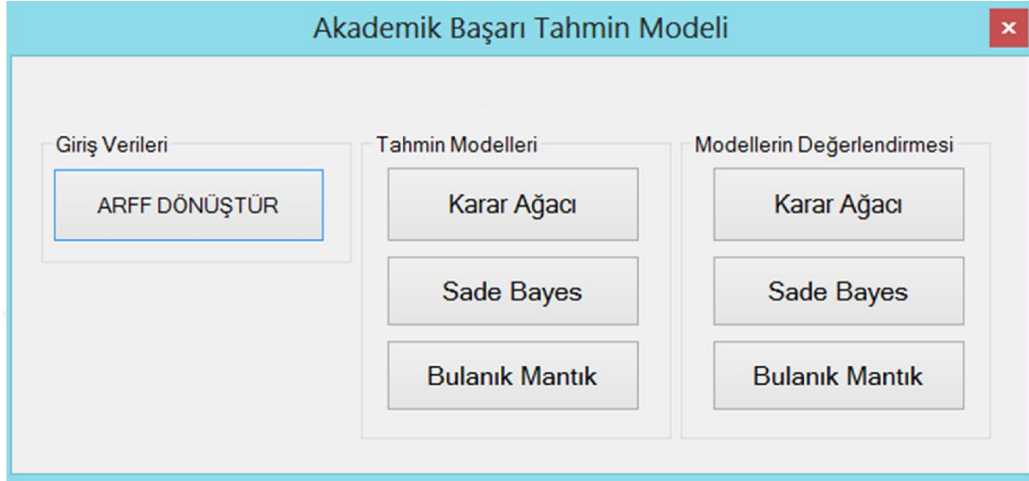 Akademik Başarı Tahmin Modeli
x
Giriş Verileri
ARFF DÖNÜŞTÜR
Tahmin Modelleri
Karar Ağacı
Sade Bayes
Bulanık Mantık
Modellerin Değerlendirmesi
Karar Ağacı
Sade Bayes
Bulanık Mantık